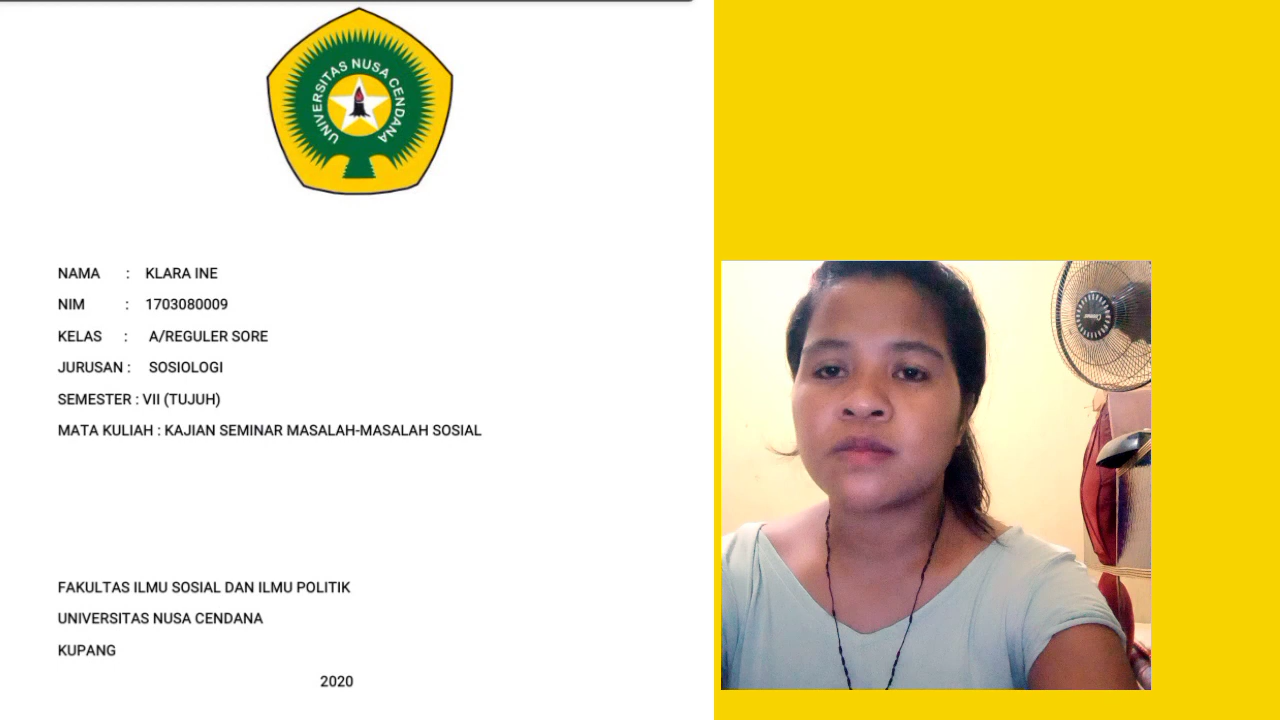 UNIVERSITAS NUSA CENDANA
NAMA : KLARA INE
NIM : 1703080009
KELAS : A/REGULER SORE
JURUSAN : SOSIOLOGI
SEMESTER : VII (TUJUH)
MATA KULIAH : KAJIAN SEMINAR MASALAH-MASALAH SOSIAL
FAKULTAS ILMU SOSIAL DAN ILMU POLITIK
UNIVERSITAS NUSA CENDANA
KUPANG
2020